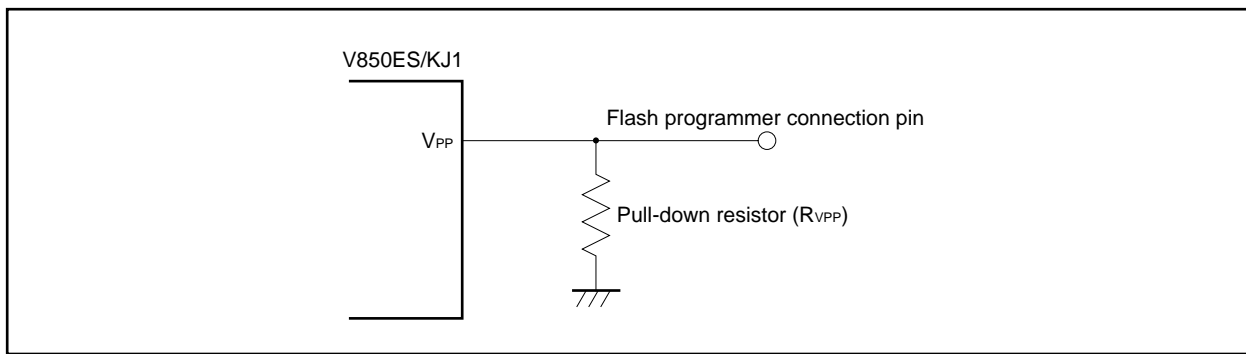 V850ES/KJ1
Flash programmer connection pin
VPP
Pull-down resistor (RVPP)